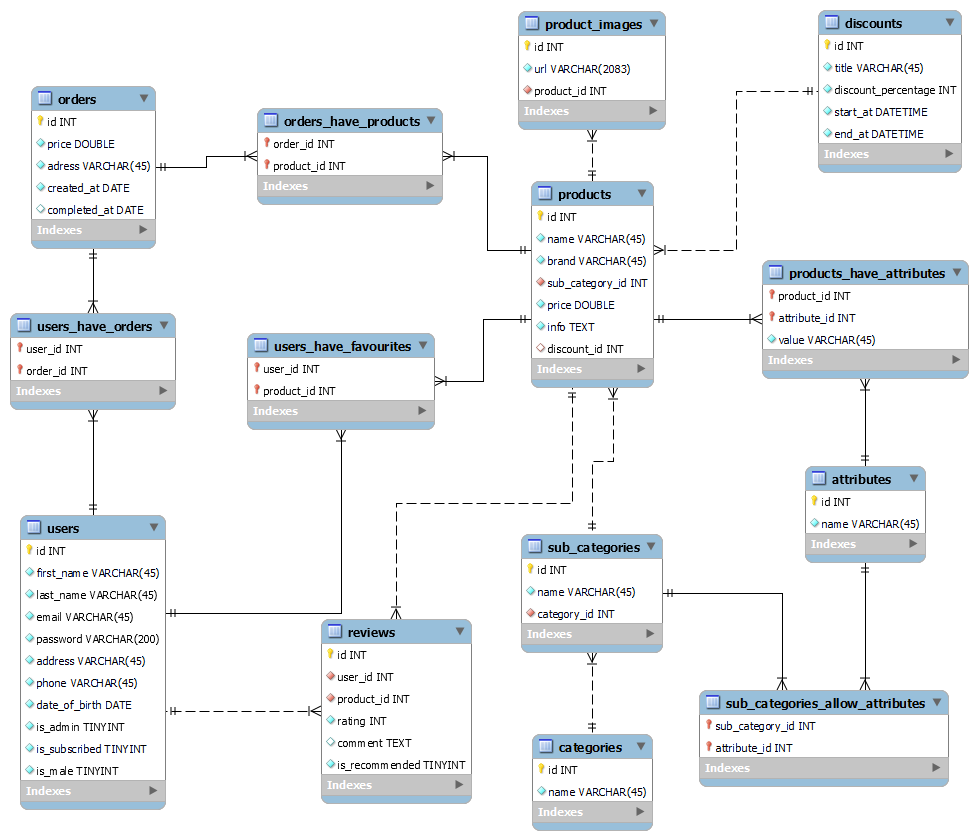 product_images
id INT
url VARCHAR(2083)
product_id INT
Indexes
discounts
id INT
title VARCHAR(45)
discount_percentage INT
start_at DATETIME
end_at DATETIME
Indexes
orders
id INT
price DOUBLE
adress VARCHAR(45)
created_at DATE
completed_at DATE
Indexes
orders_have_products
order_id INT
product_id INT
Indexes
products
id INT
name VARCHAR(45)
brand VARCHAR(45)
sub_category_id INT
price DOUBLE
info TEXT
discount_id INT
Indexes
products_have_attributes
product_id INT
attribute_id INT
value VARCHAR(45)
Indexes
users_have_orders
user_id INT
order_id INT
Indexes
users_have_favourites
user_id INT
product_id INT
Indexes
attributes
id INT
name VARCHAR(45)
Indexes
users
id INT
first_name VARCHAR(45)
last_name VARCHAR(45)
email VARCHAR(45)
password VARCHAR(200)
address VARCHAR(45)
phone VARCHAR(45)
date_of_birth DATE
is_admin TINYINT
is_subscribed TINYINT
is_male TINYINT
Indexes
sub_categories
id INT
name VARCHAR(45)
category_id INT
Indexes
reviews
id INT
user_id INT
product_id INT
rating INT
comment TEXT
is_recommended TINYINT
Indexes
sub_categories_allow_attributes
sub_category_id INT
attribute_id INT
Indexes
categories
id INT
name VARCHAR(45)
Indexes